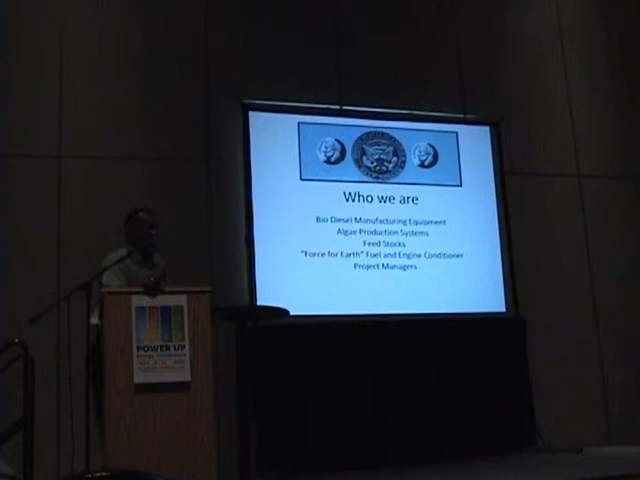 Who we are
Bio Diesel Manufacturing Equipment
Algae Production Systems
Feed Stocks
"Force for Earth" Fuel and Engine Conditioner
Project Managers
POWER UP